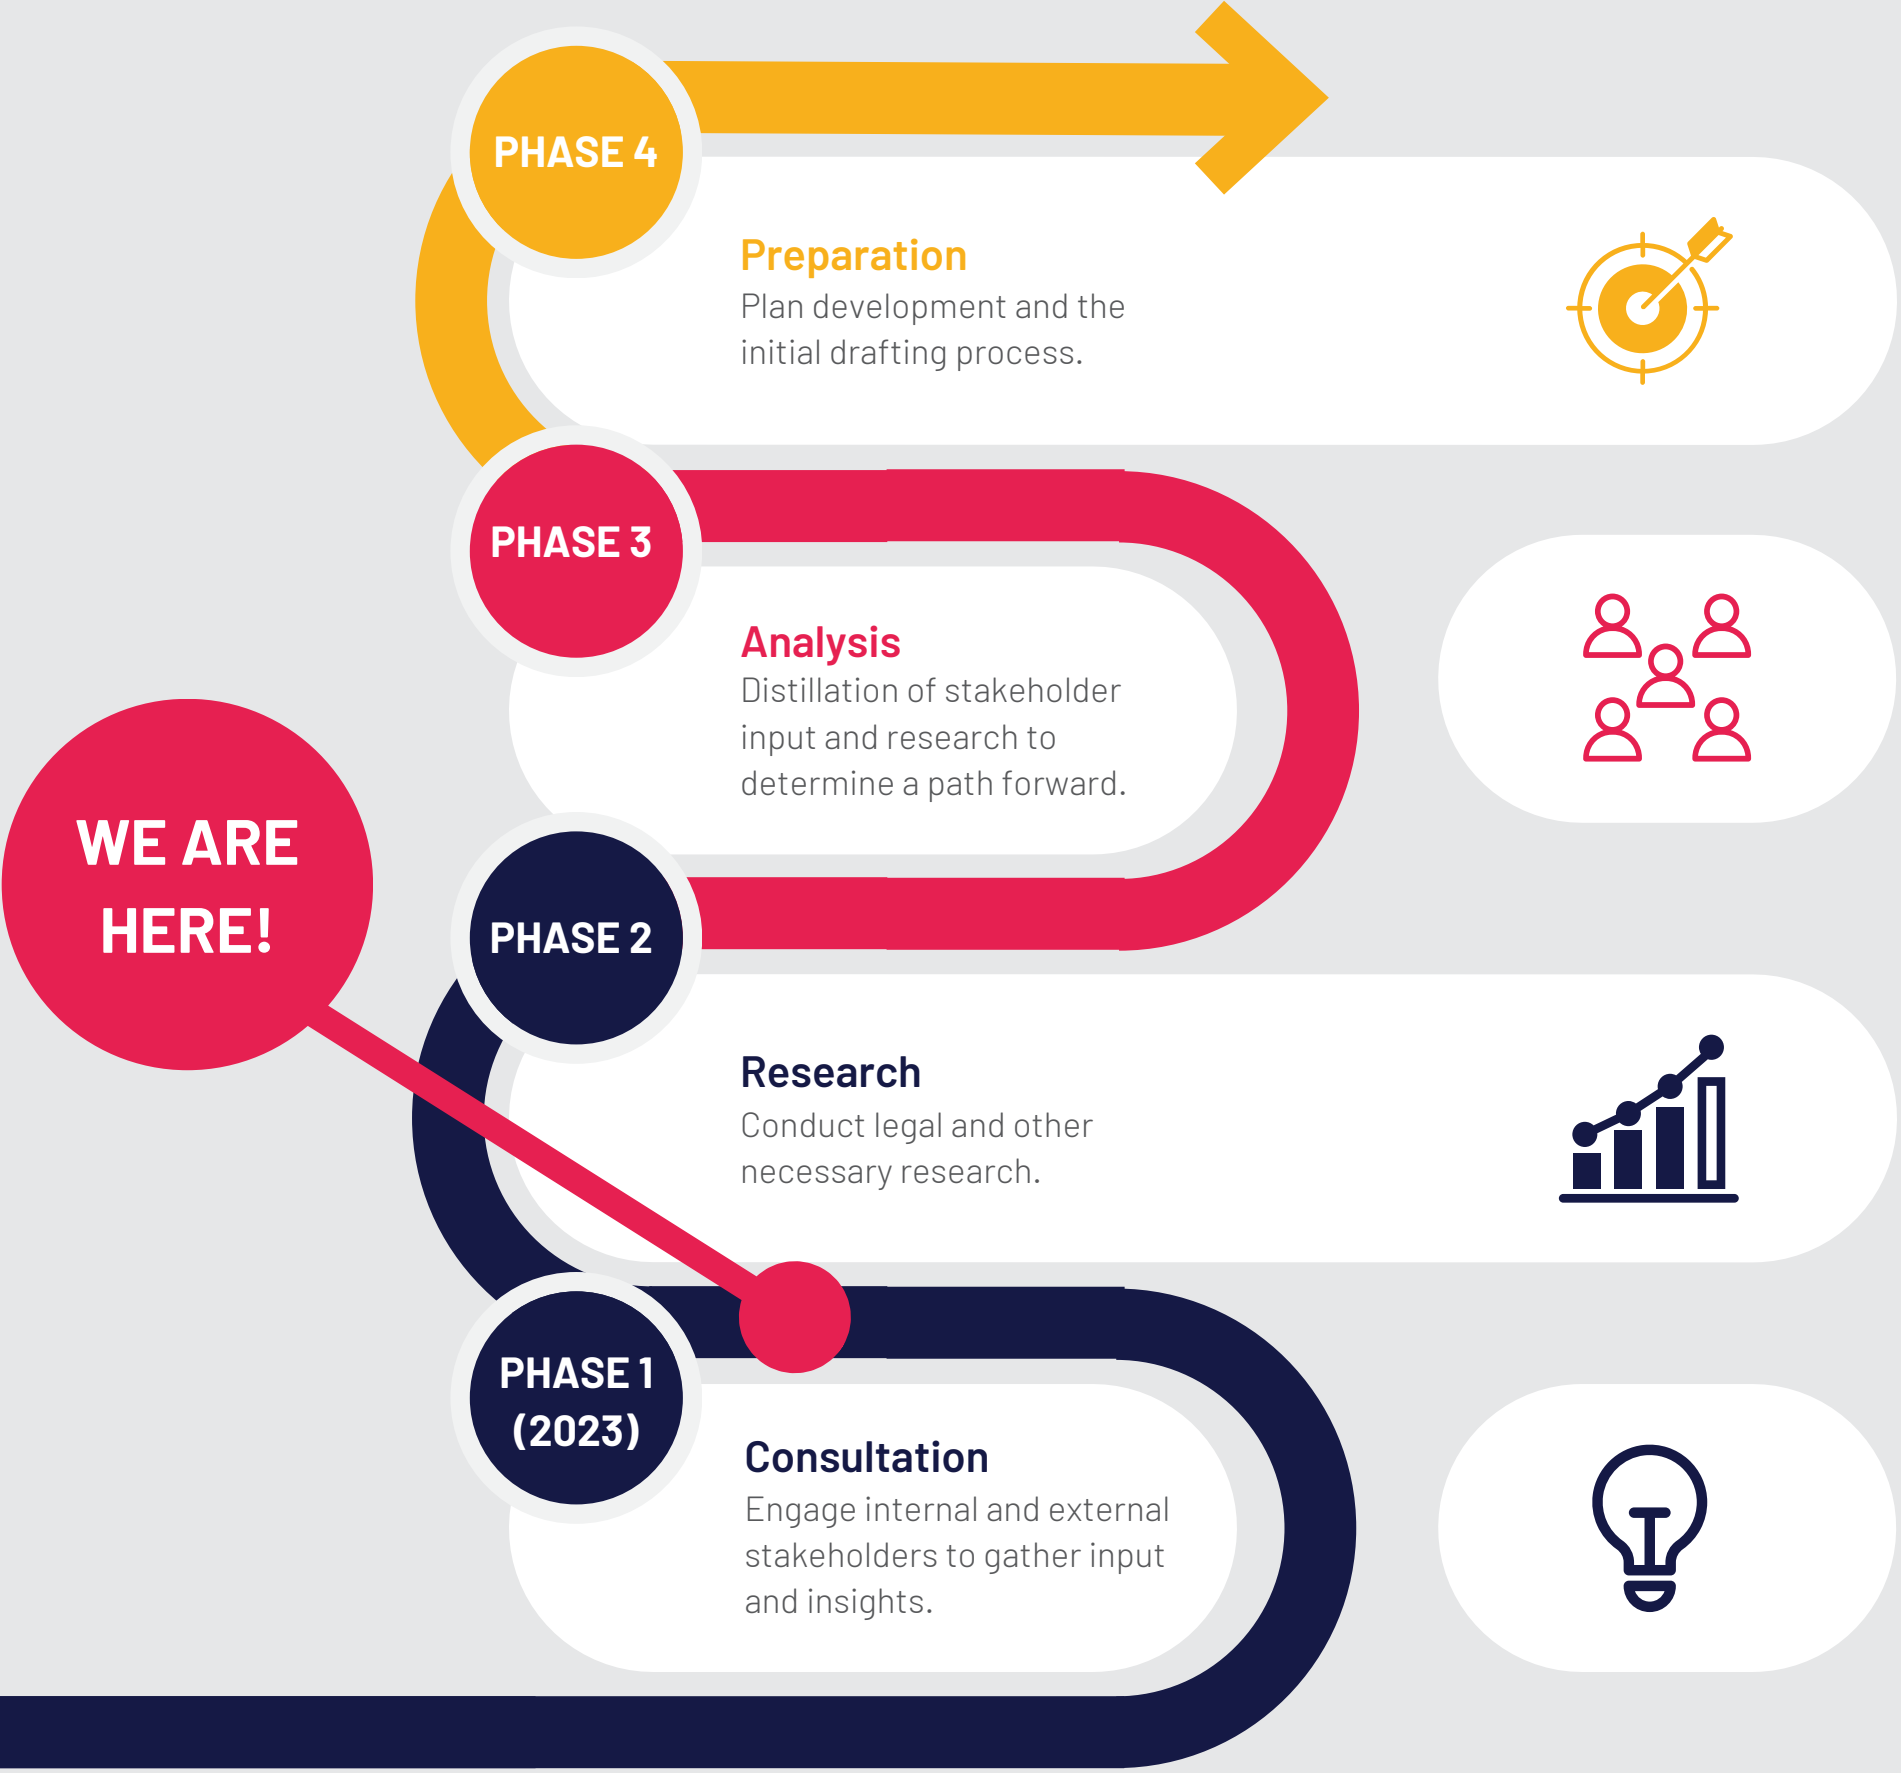 PHASE 4
Preparation
Plan development and the
initial drafting process.
PHASE 3
Analysis
Distillation of stakeholder
input and research to
determine a path forward.
WE ARE
HERE!
PHASE 2
Research
Conduct legal and other
necessary research.
PHASE 1
(2023)
Consultation
Engage internal and external
stakeholders to gather input
and insights.